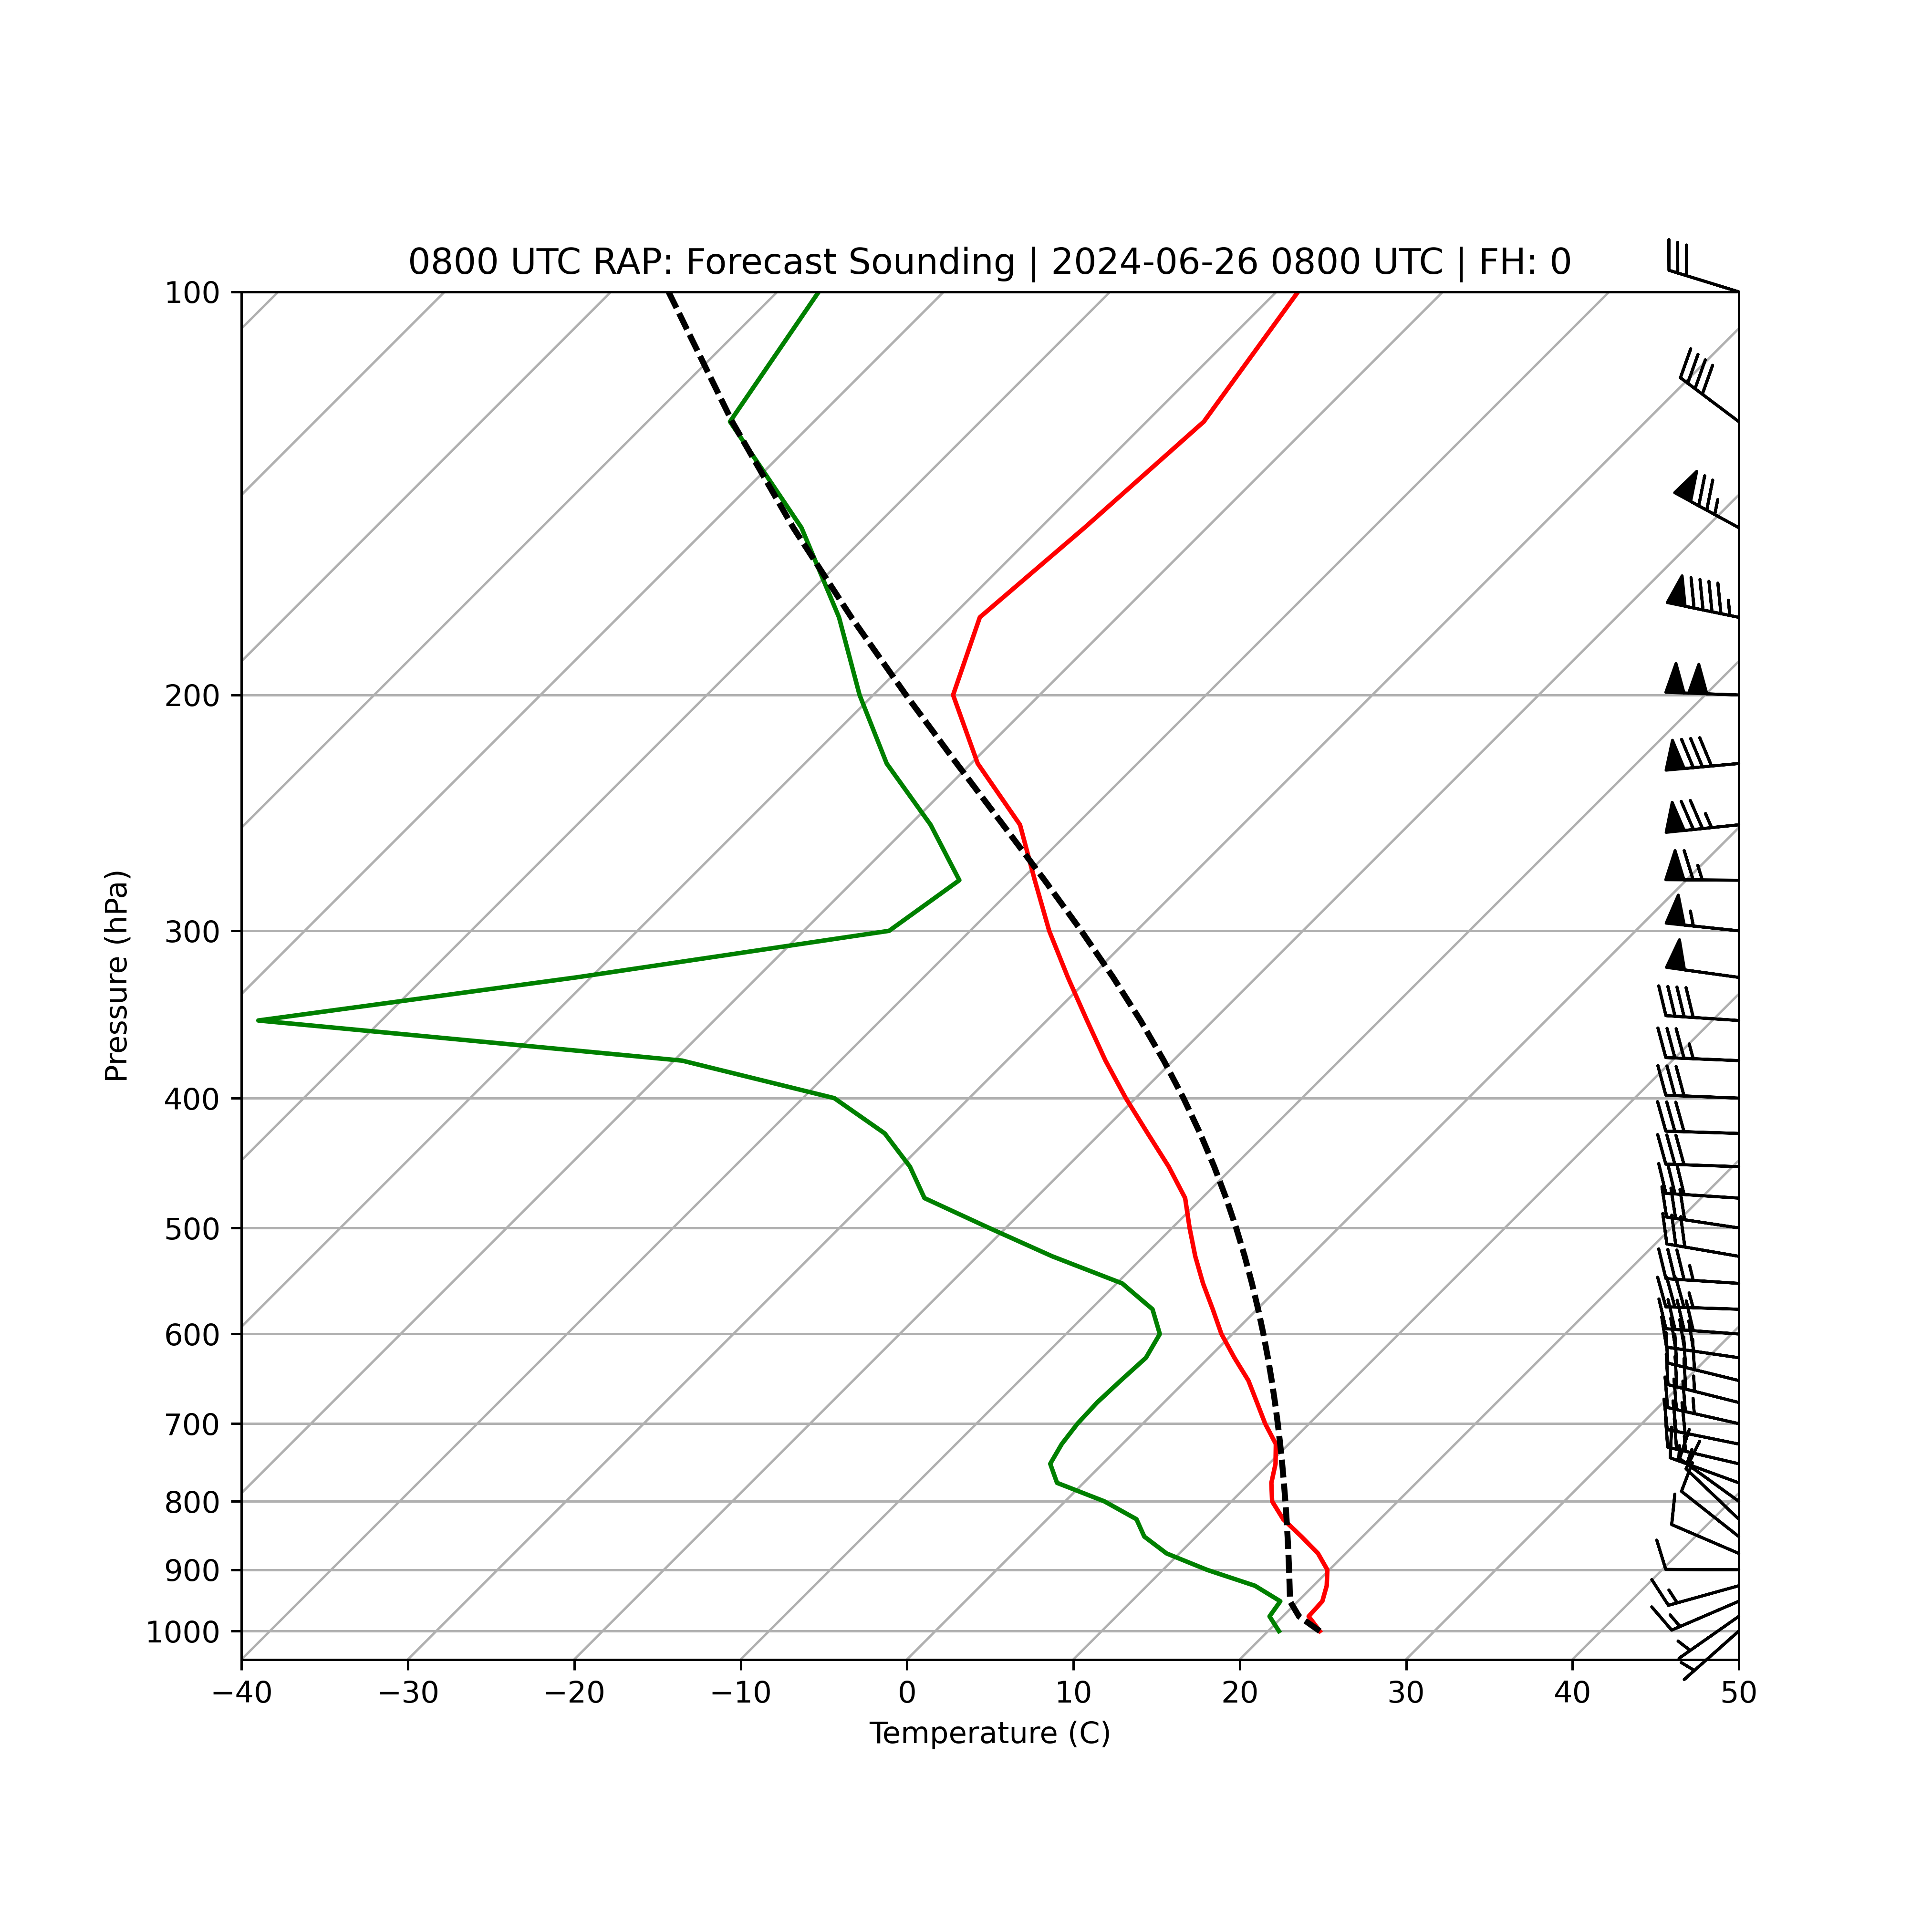 0800 UTC RAP: Forecast Sounding | 2024-06-26 0800 UTC | FH: 0
100
200
300
400
500
600
700
800
900
1000
Pressure (hPa)
−40 −30 −20 −10 0 10 20 30 40 50
Temperature (C)